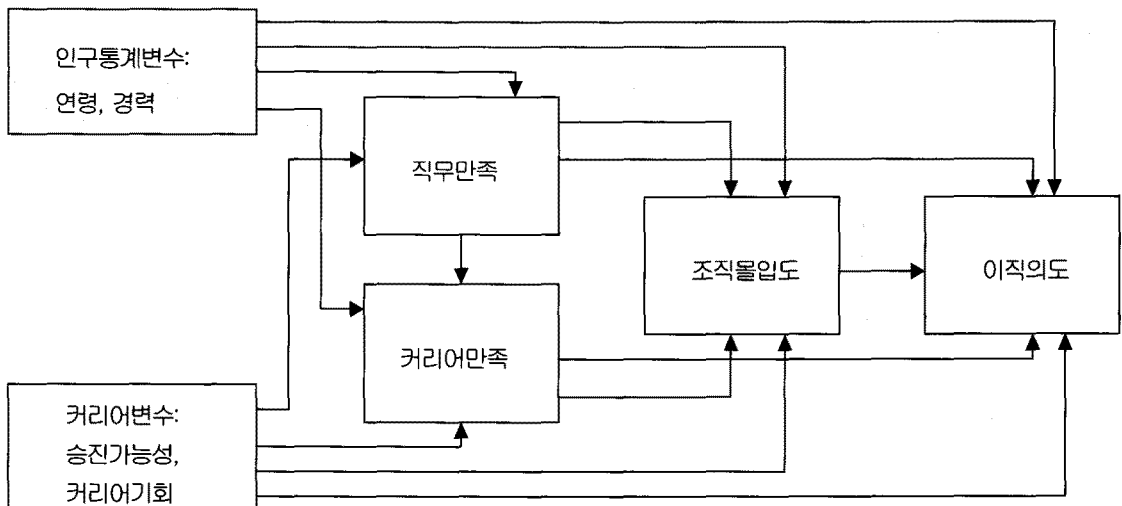 인구통계변수:
연령, 경력
직무만족
조직몰입도
이직의도
커리어만족
커리어변수:
승진가능성,
커리어기회